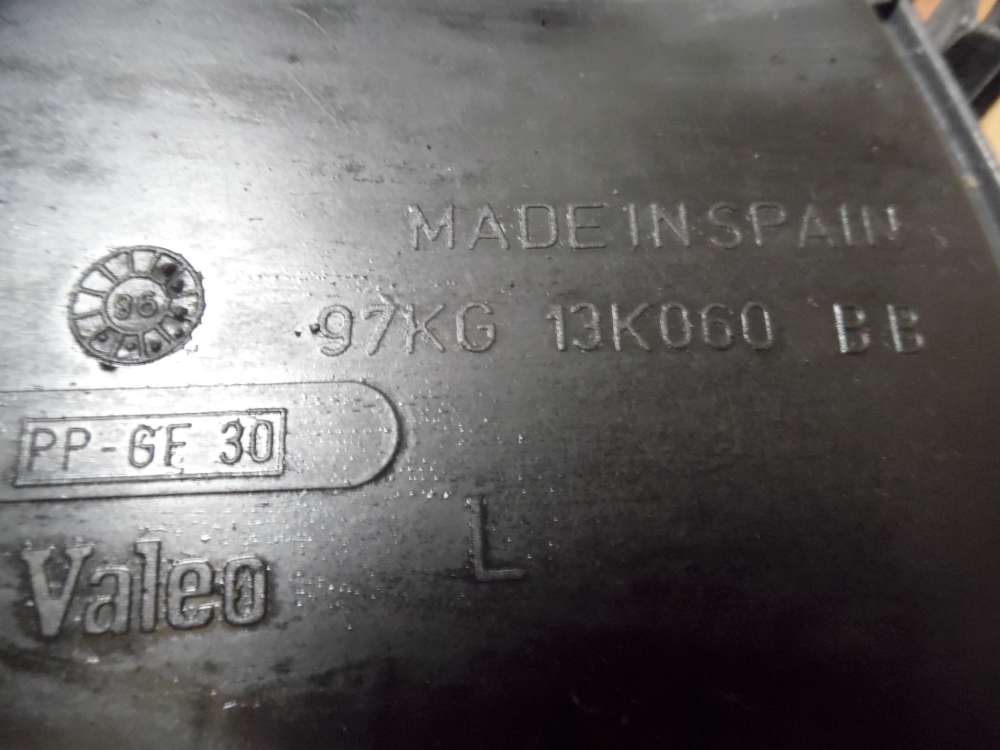 MADE IN SPAIN
96
97KG 13K060 BB
PP-GF 30
L
Valeo